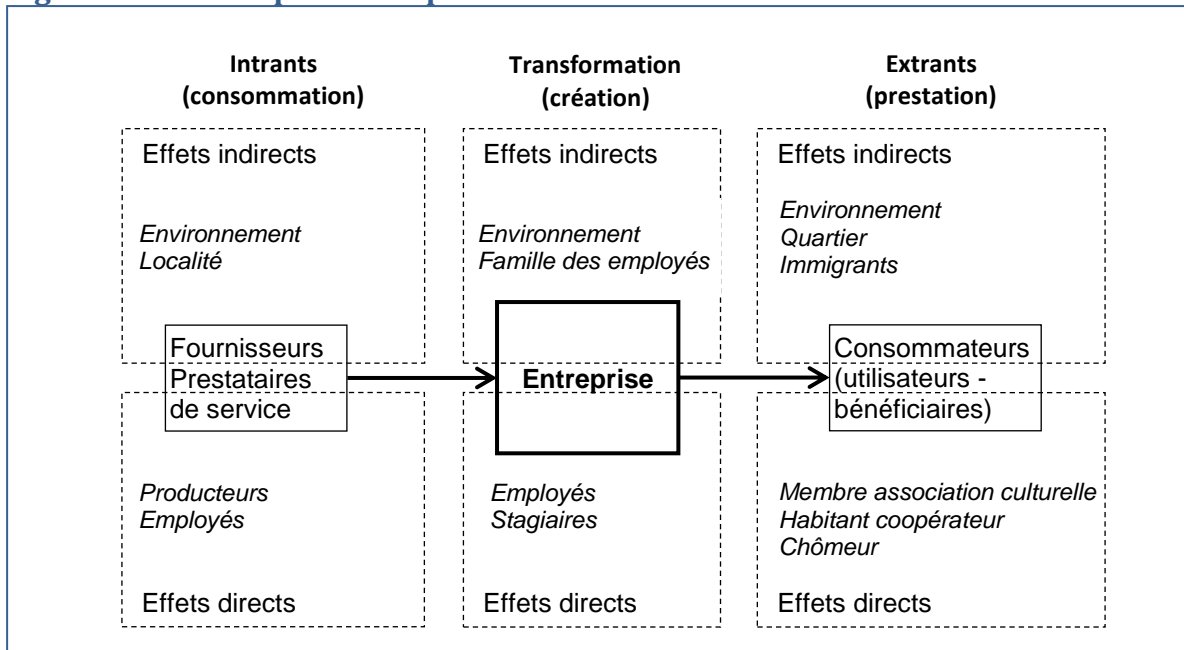 Intrants
(consommation)
Transformation
(création)
Extrants
(prestation)
Effets indirects
Effets indirects
Effets indirects
Environnement
Localité
Environnement
Famille des employés
Environnement
Quartier
Immigrants
Fournisseurs
Prestataires
de service
Entreprise
Consommateurs
(utilisateurs -
bénéficiaires)
Producteurs
Employés
Employés
Stagiaires
Membre association culturelle
Habitant coopérateur
Chômeur
Effets directs
Effets directs
Effets directs